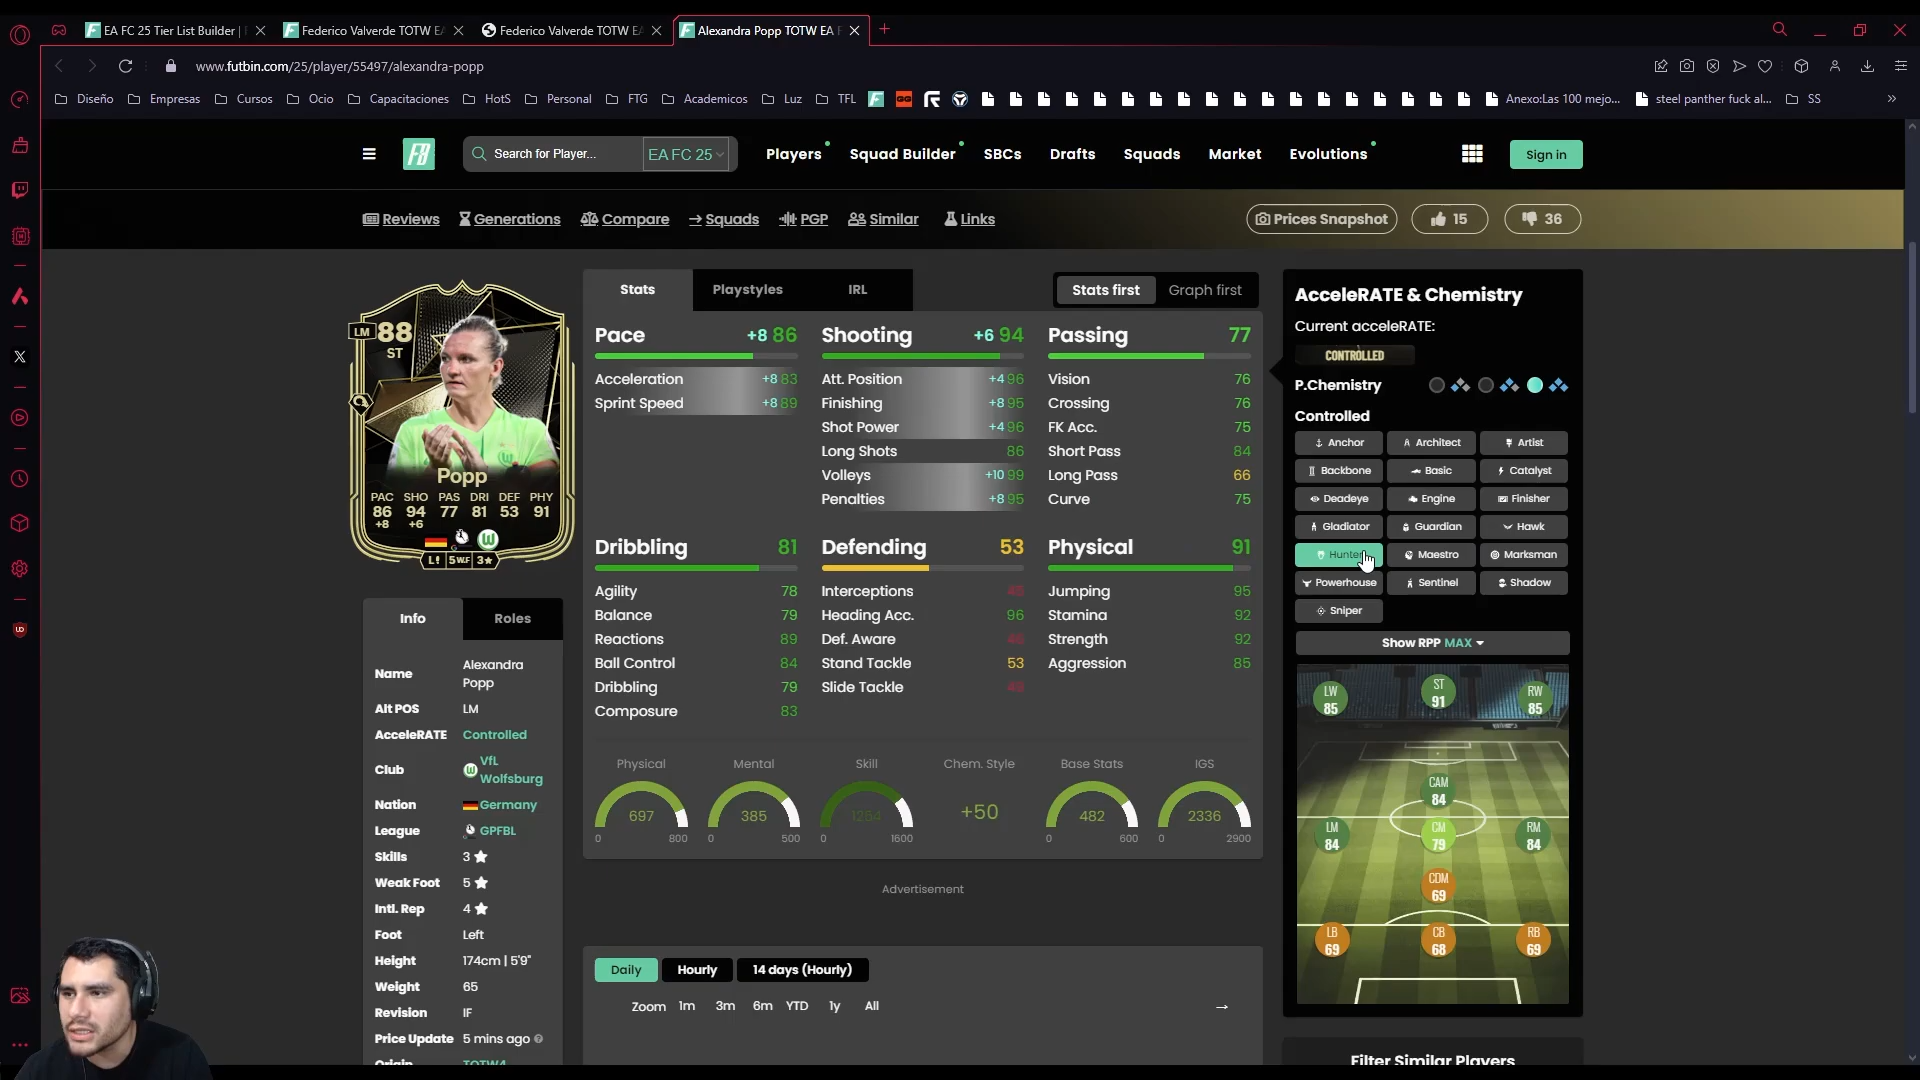 EA FC 25 Tier List Builder |
Federico Valverde TOTW EA
Federico Valverde TOTW EA
Alexandra Popp TOTW EA F
www.futbin.com/25/player/55497/alexandra-popp
Diseño
Empresas
Cursos
Ocio
Capacitaciones
HotS
Personal
FTG
Academicos
Luz
TFL
Anexo:Las 100 mejo...
steel panther fuck al...
SS
Search for Player...
EA FC 25
Players
Squad Builder
SBCs
Drafts
Squads
Market
Evolutions
Sign in
Reviews
Generations
Compare
Squads
PGP
Similar
Links
Prices Snapshot
15
36
LM 88
ST
Popp
PAC SHO PAS DRI DEF PHY
86 94 77 81 53 91
+8 +6
5 W.F
3★
Stats
Playstyles
IRL
Stats first
Graph first
Pace +8 86
Acceleration +8 83
Sprint Speed +8 89
Shooting +6 94
Att. Position +4 96
Finishing +8 95
Shot Power +4 96
Long Shots 86
Volleys +10 99
Penalties +8 95
Passing 77
Vision 76
Crossing 76
FK Acc. 75
Short Pass 84
Long Pass 66
Curve 75
Dribbling 81
Agility 78
Balance 79
Reactions 89
Ball Control 84
Dribbling 79
Composure 83
Defending 53
Interceptions
Heading Acc. 96
Def. Aware
Stand Tackle 53
Slide Tackle
Physical 91
Jumping 95
Stamina 92
Strength 92
Aggression 85
Physical
697
0 800
Mental
385
0 500
Skill
0 1600
Chem. Style
+50
Base Stats
482
0 600
IGS
2336
0 2900
Advertisement
Daily
Hourly
14 days (Hourly)
Zoom 1m 3m 6m YTD 1y All
Info
Roles
Name Alexandra
Popp
Alt POS LM
AcceleRATE Controlled
Club VfL
Wolfsburg
Nation Germany
League GPFBL
Skills 3
Weak Foot 5
Intl. Rep 4
Foot Left
Height 174cm | 5'9"
Weight 65
Revision IF
Price Update 5 mins ago
Origin TOTW4
AcceleRATE & Chemistry
Current acceleRATE:
CONTROLLED
P.Chemistry
Controlled
Anchor Architect Artist
Backbone Basic Catalyst
Deadeye Engine Finisher
Gladiator Guardian Hawk
Hunter Maestro Marksman
Powerhouse Sentinel Shadow
Sniper
Show RPP MAX
LW
85
ST
91
RW
85
CAM
84
LM
84
CM
79
RM
84
CDM
69
LB
69
CB
68
RB
69
Filter Similar Players